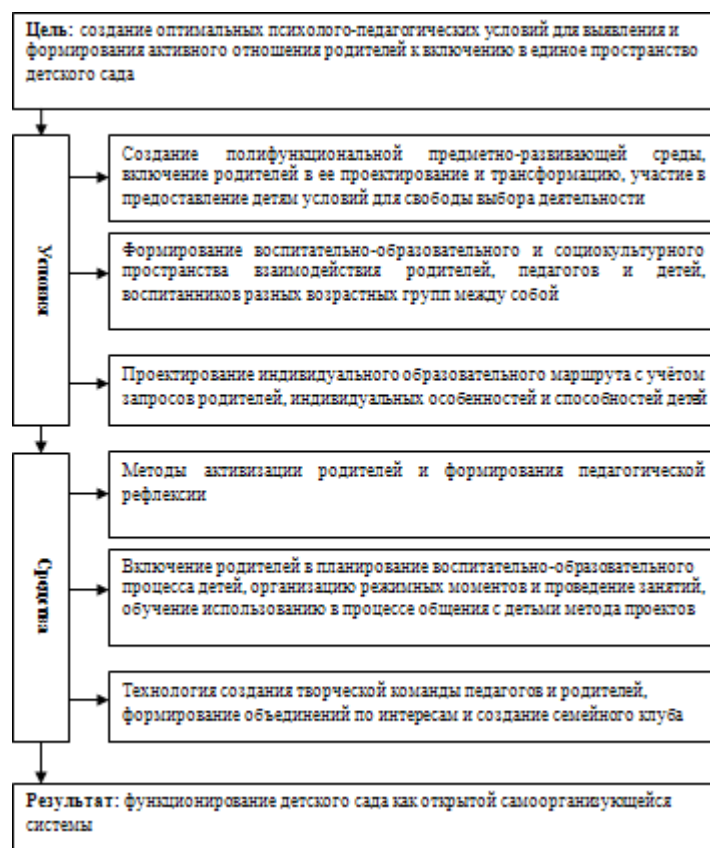 Цель: создание оптимальных психолого-педагогических условий для выявления и
формирования активного отношения родителей к включению в единое пространство
детского сада
Условия
Создание полифункциональной предметно-развивающей среды,
включение родителей в ее проектирование и трансформацию, участие в
предоставление детям условий для свободы выбора деятельности
Формирование воспитательно-образовательного и социокультурного
пространства взаимодействия родителей, педагогов и детей,
воспитанников разных возрастных групп между собой
Проектирование индивидуального образовательного маршрута с учётом
запросов родителей, индивидуальных особенностей и способностей детей
Средства
Методы активизации родителей и формирования педагогической
рефлексии
Включение родителей в планирование воспитательно-образовательного
процесса детей, организацию режимных моментов и проведение занятий,
обучение использованию в процессе общения с детьми метода проектов
Технология создания творческой команды педагогов и родителей,
формирование объединений по интересам и создание семейного клуба
Результат: функционирование детского сада как открытой самоорганизующейся
системы